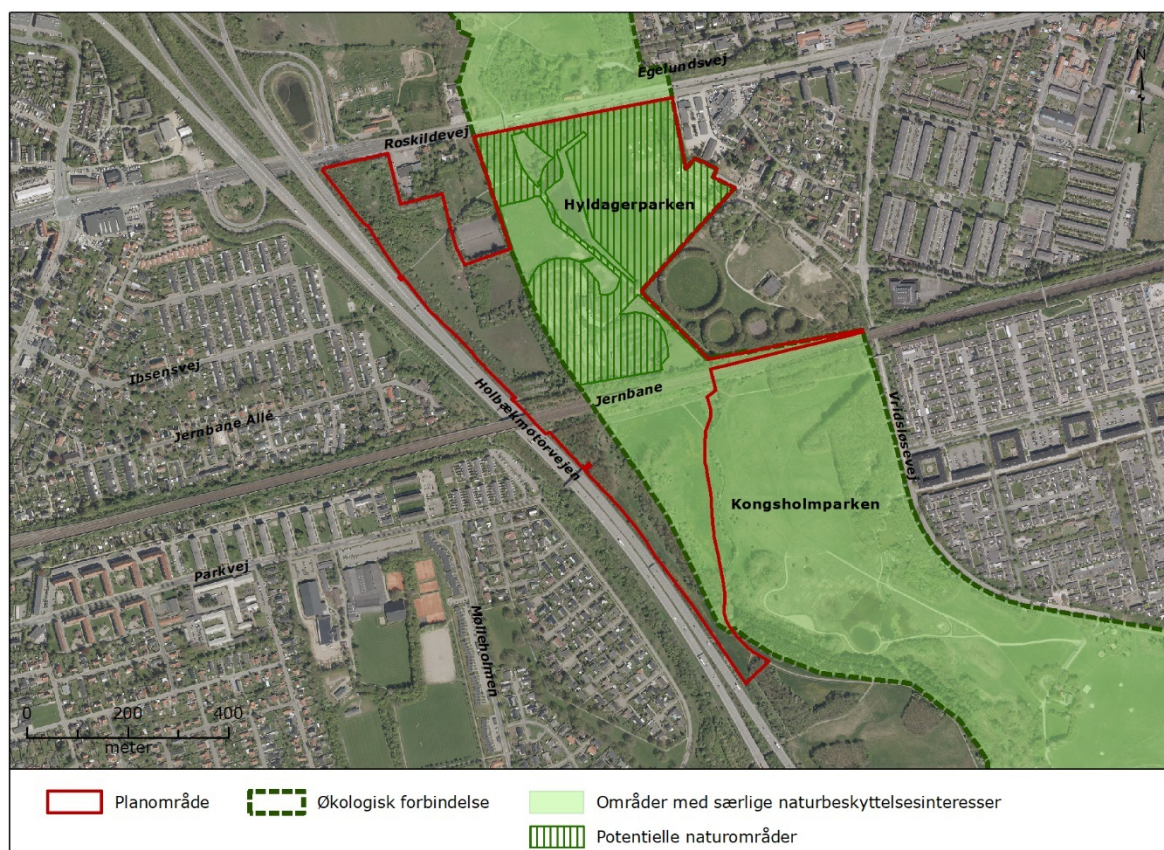 Egelundsvej
N
Roskildevej
Hyldagerparken
Ibsensvej
Jernbane
Jernbane Allé
Holbækmotorvejen
Vridsløsevej
Kongsholmparken
Parkvej
Mølleholmen
0 200 400
meter
Planområde
Økologisk forbindelse
Områder med særlige naturbeskyttelsesinteresser
Potentielle naturområder